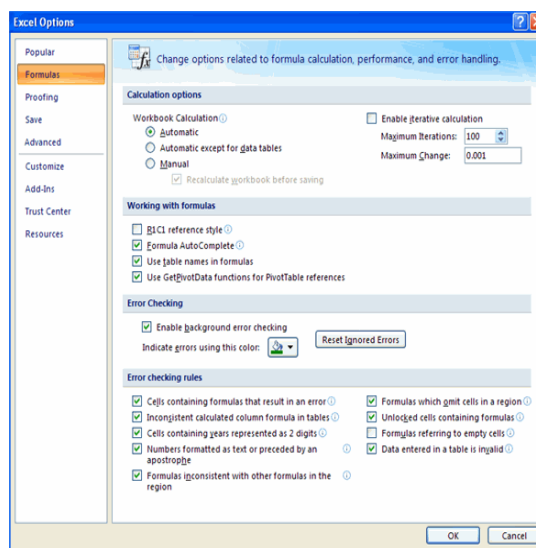 Excel Options
Popular
Formulas
Proofing
Save
Advanced
Customize
Add-Ins
Trust Center
Resources
Change options related to formula calculation, performance, and error handling.
Calculation options
Workbook Calculation
Automatic
Automatic except for data tables
Manual
Recalculate workbook before saving
Enable iterative calculation
Maximum Iterations: 100
Maximum Change: 0.001
Working with formulas
R1C1 reference style
Formula AutoComplete
Use table names in formulas
Use GetPivotData functions for PivotTable references
Error Checking
Enable background error checking
Indicate errors using this color:
Reset Ignored Errors
Error checking rules
Cells containing formulas that result in an error
Inconsistent calculated column formula in tables
Cells containing years represented as 2 digits
Numbers formatted as text or preceded by an
apostrophe
Formulas inconsistent with other formulas in the
region
Formulas which omit cells in a region
Unlocked cells containing formulas
Formulas referring to empty cells
Data entered in a table is invalid
OK
Cancel